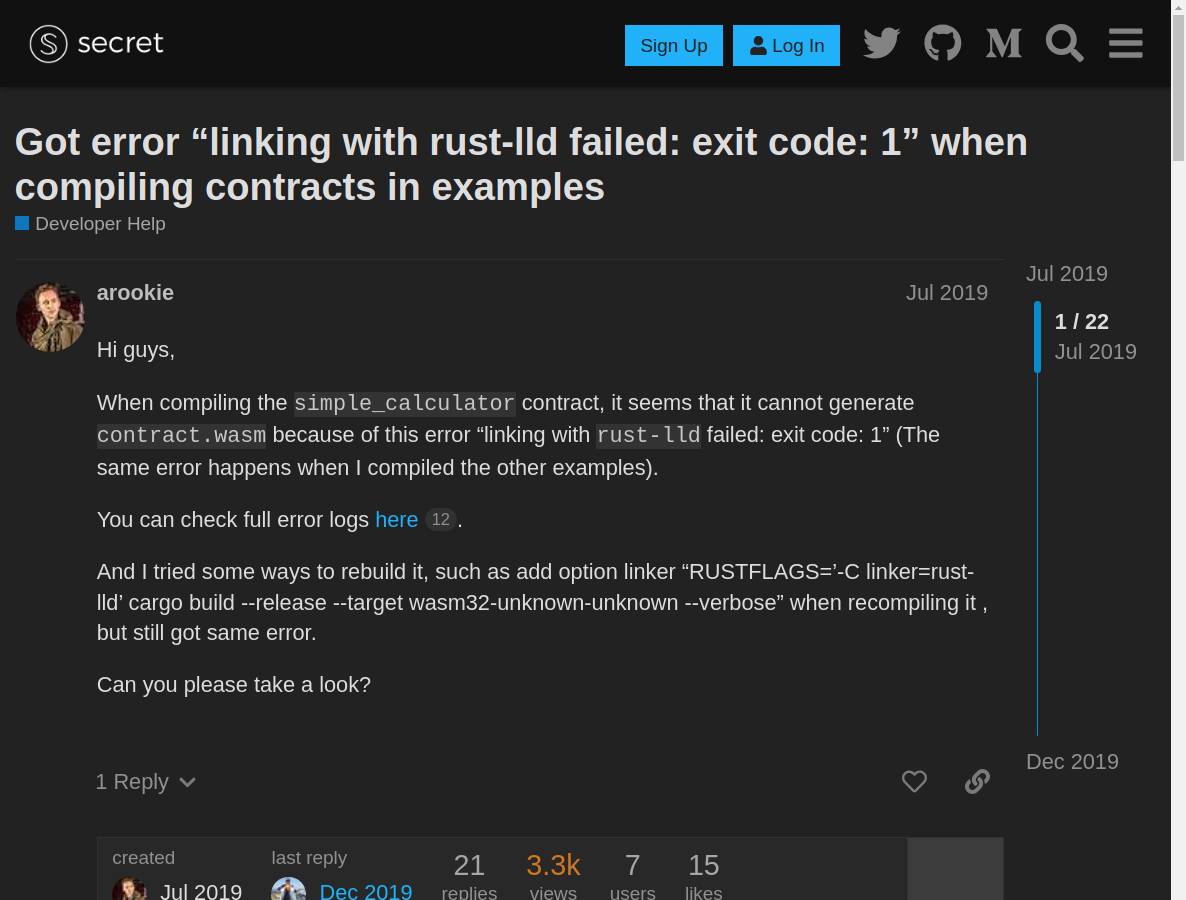 secret
Sign Up
Log In
Got error “linking with rust-lld failed: exit code: 1” when
compiling contracts in examples
Developer Help
arookie
Jul 2019
Hi guys,
When compiling the simple_calculator contract, it seems that it cannot generate
contract.wasm because of this error “linking with rust-lld failed: exit code: 1” (The
same error happens when I compiled the other examples).
You can check full error logs here 12.
And I tried some ways to rebuild it, such as add option linker “RUSTFLAGS=’-C linker=rust-
lld’ cargo build --release --target wasm32-unknown-unknown --verbose” when recompiling it ,
but still got same error.
Can you please take a look?
1 Reply
Jul 2019
1 / 22
Jul 2019
Dec 2019
created
Jul 2019
last reply
Dec 2019
21
replies
3.3k
views
7
users
15
likes